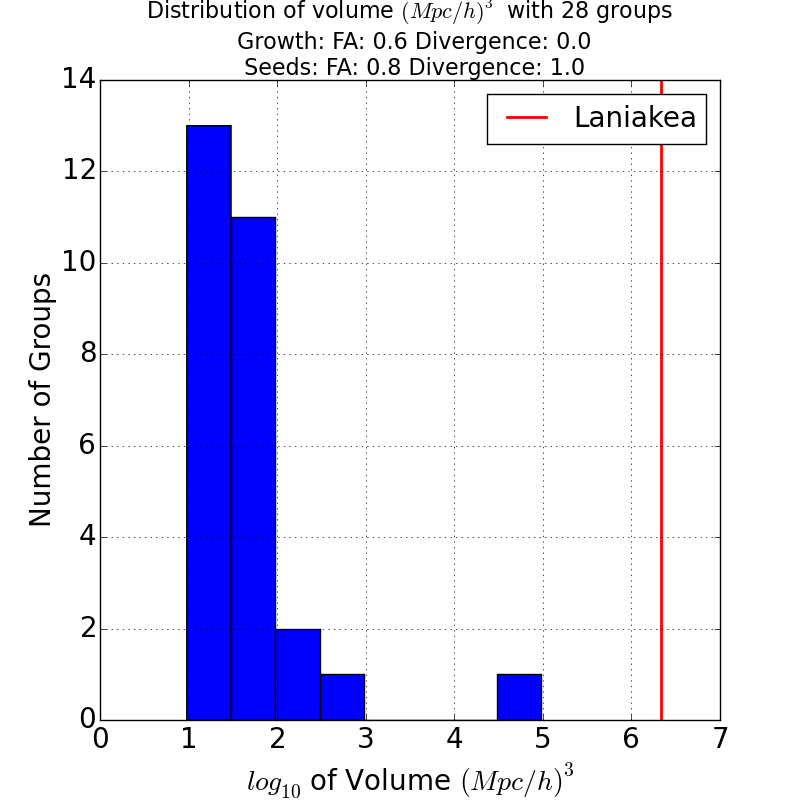 Distribution of volume (Mpc/h)³ with 28 groups
Growth: FA: 0.6 Divergence: 0.0
Seeds: FA: 0.8 Divergence: 1.0
Laniakea
14
12
10
8
6
4
2
0
Number of Groups
0 1 2 3 4 5 6 7
log₁₀ of Volume (Mpc/h)³